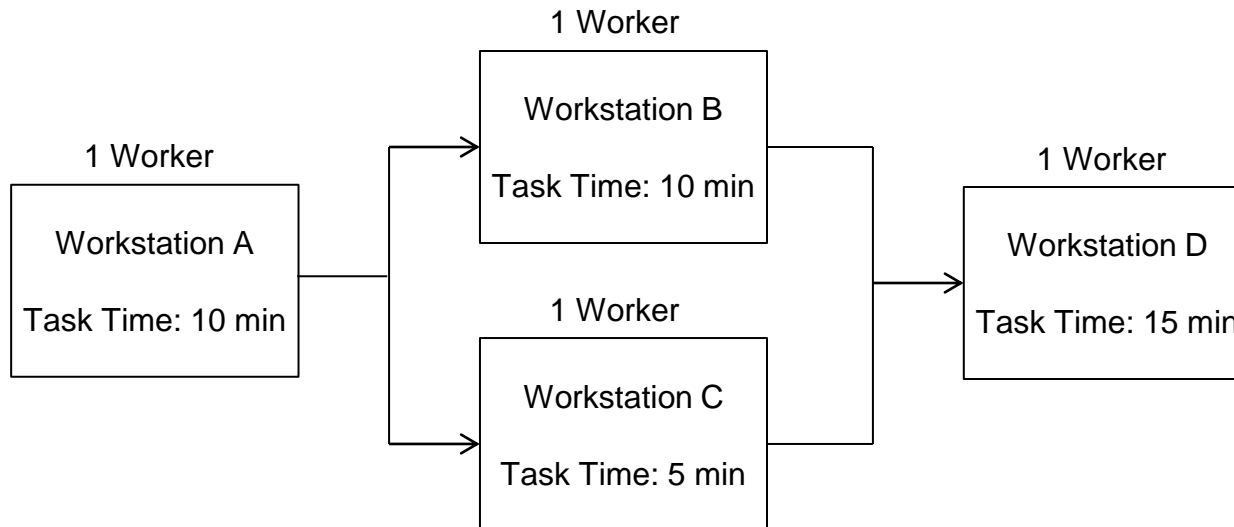 1 Worker
Workstation A
Task Time: 10 min
1 Worker
Workstation B
Task Time: 10 min
1 Worker
Workstation C
Task Time: 5 min
1 Worker
Workstation D
Task Time: 15 min